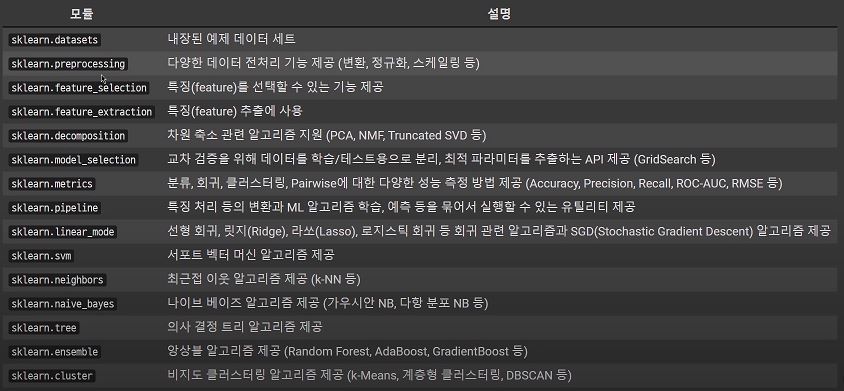 모듈 설명
sklearn.datasets 내장된 예제 데이터 세트
sklearn.preprocessing 다양한 데이터 전처리 기능 제공 (변환, 정규화, 스케일링 등)
sklearn.feature_selection 특징(feature)를 선택할 수 있는 기능 제공
sklearn.feature_extraction 특징(feature) 추출에 사용
sklearn.decomposition 차원 축소 관련 알고리즘 지원 (PCA, NMF, Truncated SVD 등)
sklearn.model_selection 교차 검증을 위해 데이터를 학습/테스트용으로 분리, 최적 파라미터를 추출하는 API 제공 (GridSearch 등)
sklearn.metrics 분류, 회귀, 클러스터링, Pairwise에 대한 다양한 성능 측정 방법 제공 (Accuracy, Precision, Recall, ROC-AUC, RMSE 등)
sklearn.pipeline 특징 처리 등의 변환과 ML 알고리즘 학습, 예측 등을 묶어서 실행할 수 있는 유틸리티 제공
sklearn.linear_mode 선형 회귀, 릿지(Ridge), 라쏘(Lasso), 로지스틱 회귀 등 회귀 관련 알고리즘과 SGD(Stochastic Gradient Descent) 알고리즘 제공
sklearn.svm 서포트 벡터 머신 알고리즘 제공
sklearn.neighbors 최근접 이웃 알고리즘 제공 (k-NN 등)
sklearn.naive_bayes 나이브 베이즈 알고리즘 제공 (가우시안 NB, 다항 분포 NB 등)
sklearn.tree 의사 결정 트리 알고리즘 제공
sklearn.ensemble 앙상블 알고리즘 제공 (Random Forest, AdaBoost, GradientBoost 등)
sklearn.cluster 비지도 클러스터링 알고리즘 제공 (k-Means, 계층형 클러스터링, DBSCAN 등)